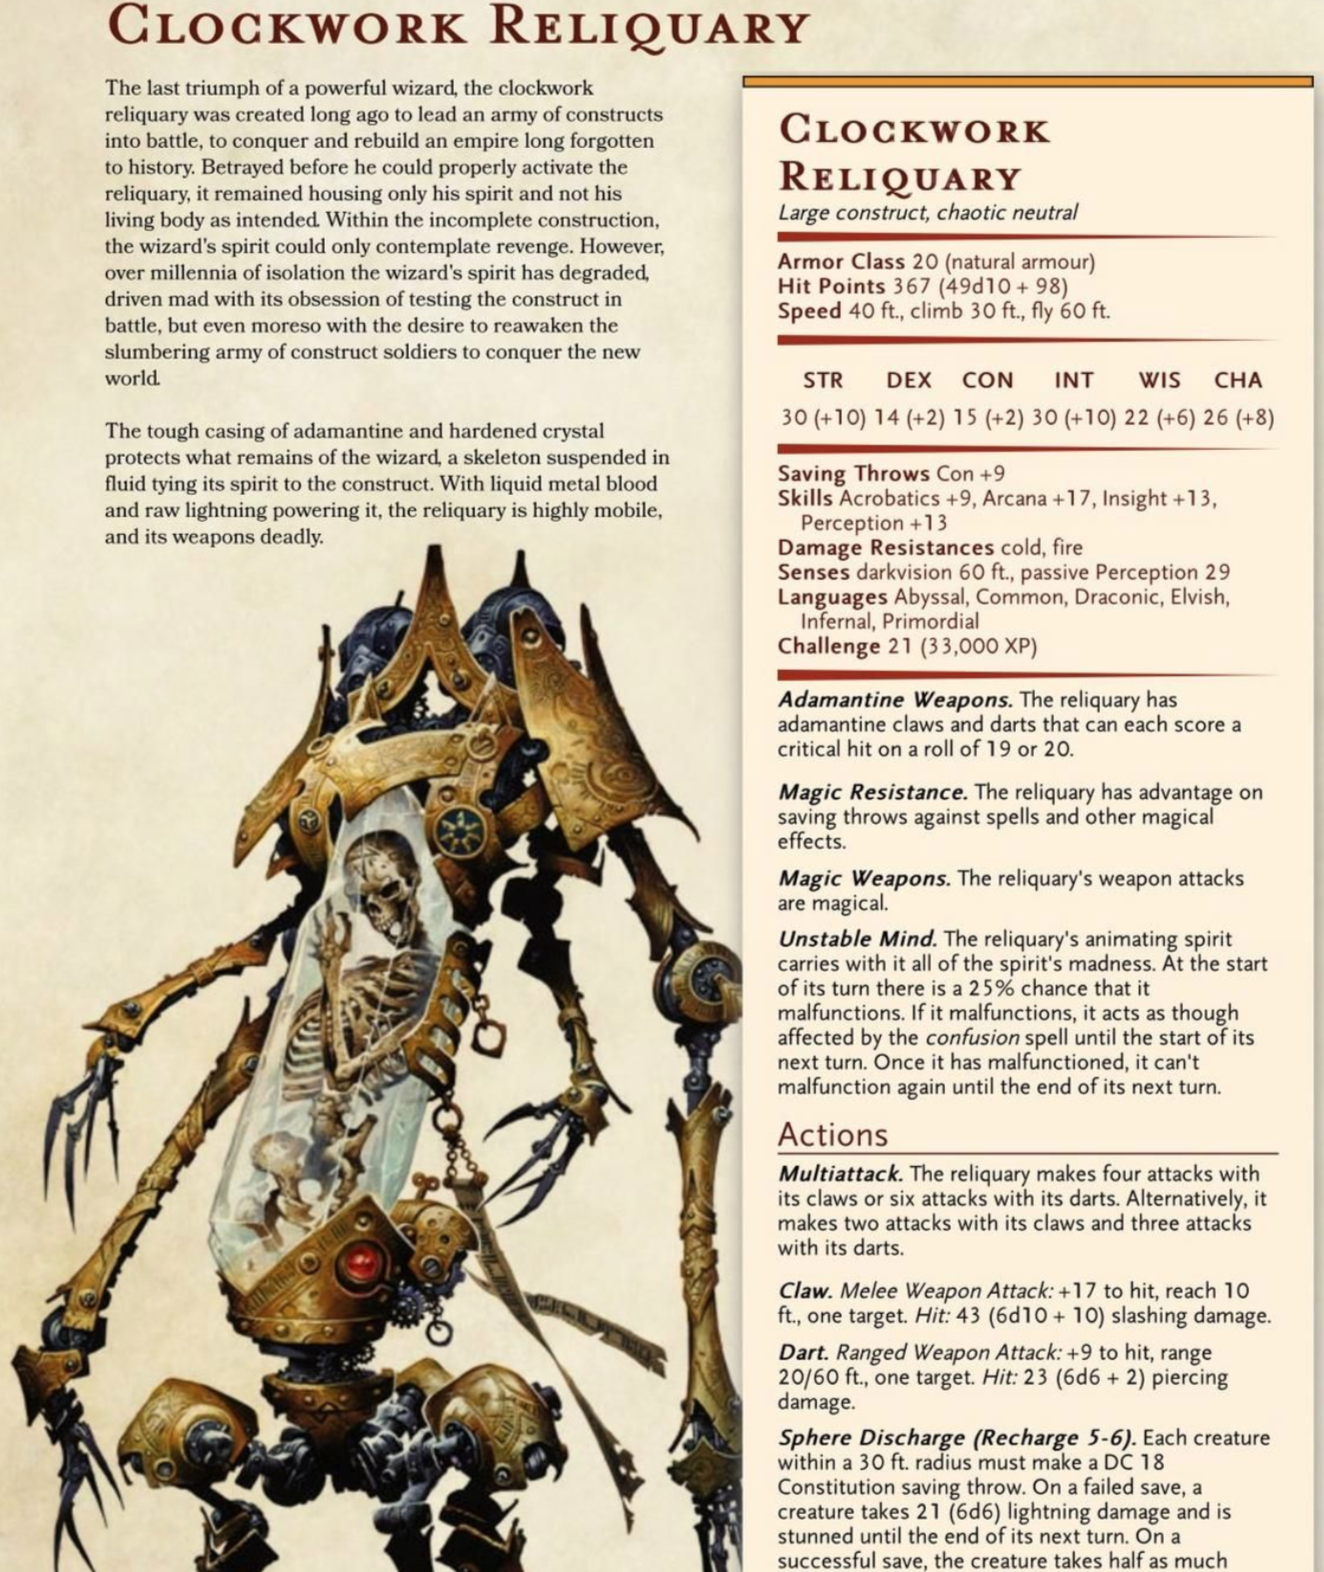 CLOCKWORK RELIQUARY
The last triumph of a powerful wizard, the clockwork
reliquary was created long ago to lead an army of constructs
into battle, to conquer and rebuild an empire long forgotten
to history. Betrayed before he could properly activate the
reliquary, it remained housing only his spirit and not his
living body as intended. Within the incomplete construction,
the wizard's spirit could only contemplate revenge. However,
over millennia of isolation the wizard's spirit has degraded,
driven mad with its obsession of testing the construct in
battle, but even moreso with the desire to reawaken the
slumbering army of construct soldiers to conquer the new
world.
The tough casing of adamantine and hardened crystal
protects what remains of the wizard, a skeleton suspended in
fluid tying its spirit to the construct. With liquid metal blood
and raw lightning powering it, the reliquary is highly mobile,
and its weapons deadly.
CLOCKWORK
RELIQUARY
Large construct, chaotic neutral
Armor Class 20 (natural armour)
Hit Points 367 (49d10 + 98)
Speed 40 ft., climb 30 ft., fly 60 ft.
STR DEX CON INT WIS CHA
30 (+10) 14 (+2) 15 (+2) 30 (+10) 22 (+6) 26 (+8)
Saving Throws Con +9
Skills Acrobatics +9, Arcana +17, Insight +13,
Perception +13
Damage Resistances cold, fire
Senses darkvision 60 ft., passive Perception 29
Languages Abyssal, Common, Draconic, Elvish,
Infernal, Primordial
Challenge 21 (33,000 XP)
Adamantine Weapons. The reliquary has
adamantine claws and darts that can each score a
critical hit on a roll of 19 or 20.
Magic Resistance. The reliquary has advantage on
saving throws against spells and other magical
effects.
Magic Weapons. The reliquary's weapon attacks
are magical.
Unstable Mind. The reliquary's animating spirit
carries with it all of the spirit's madness. At the start
of its turn there is a 25% chance that it
malfunctions. If it malfunctions, it acts as though
affected by the confusion spell until the start of its
next turn. Once it has malfunctioned, it can't
malfunction again until the end of its next turn.
Actions
Multiattack. The reliquary makes four attacks with
its claws or six attacks with its darts. Alternatively, it
makes two attacks with its claws and three attacks
with its darts.
Claw. Melee Weapon Attack: +17 to hit, reach 10
ft., one target. Hit: 43 (6d10 + 10) slashing damage.
Dart. Ranged Weapon Attack: +9 to hit, range
20/60 ft., one target. Hit: 23 (6d6 + 2) piercing
damage.
Sphere Discharge (Recharge 5-6). Each creature
within a 30 ft. radius must make a DC 18
Constitution saving throw. On a failed save, a
creature takes 21 (6d6) lightning damage and is
stunned until the end of its next turn. On a
successful save, the creature takes half as much